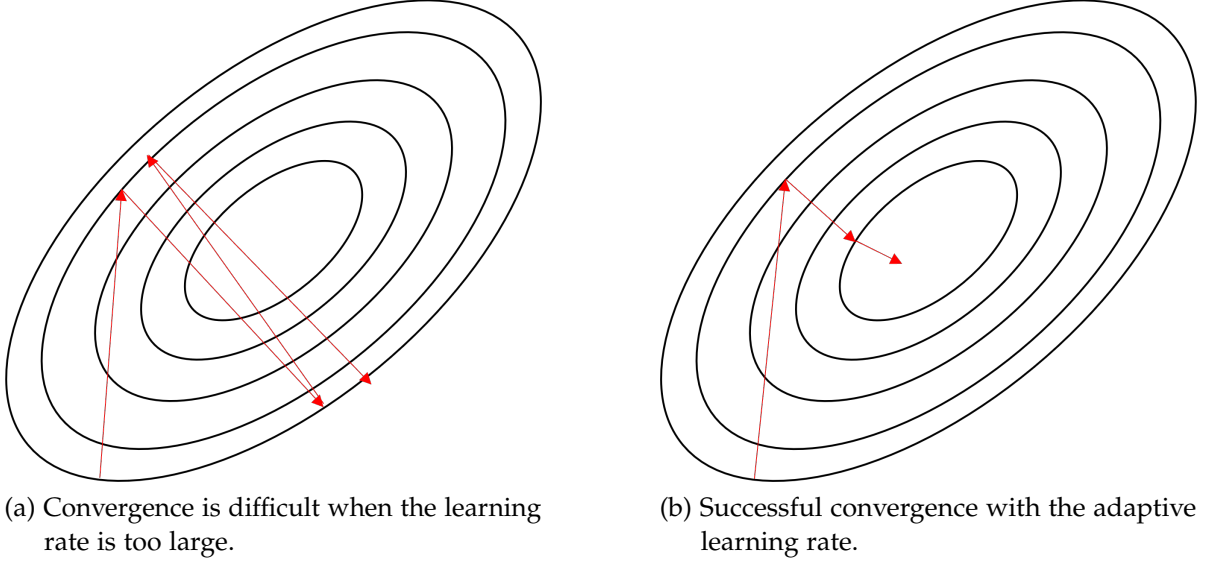 (a) Convergence is difficult when the learning
rate is too large.
(b) Successful convergence with the adaptive
learning rate.